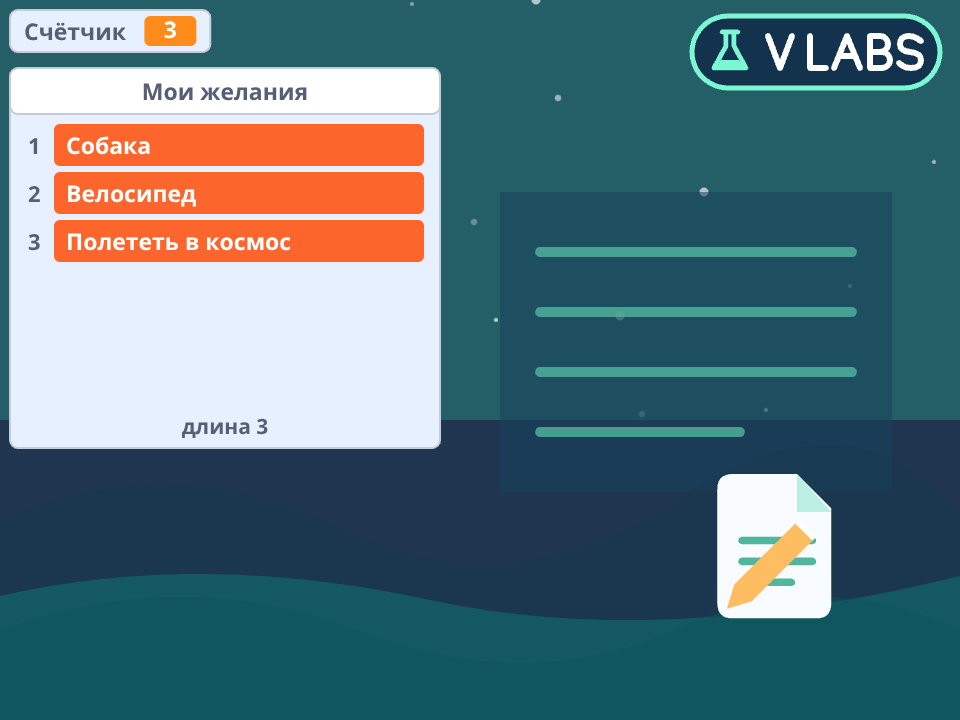 Счётчик 3
V LABS
Мои желания
1 Собака
2 Велосипед
3 Полететь в космос
длина 3